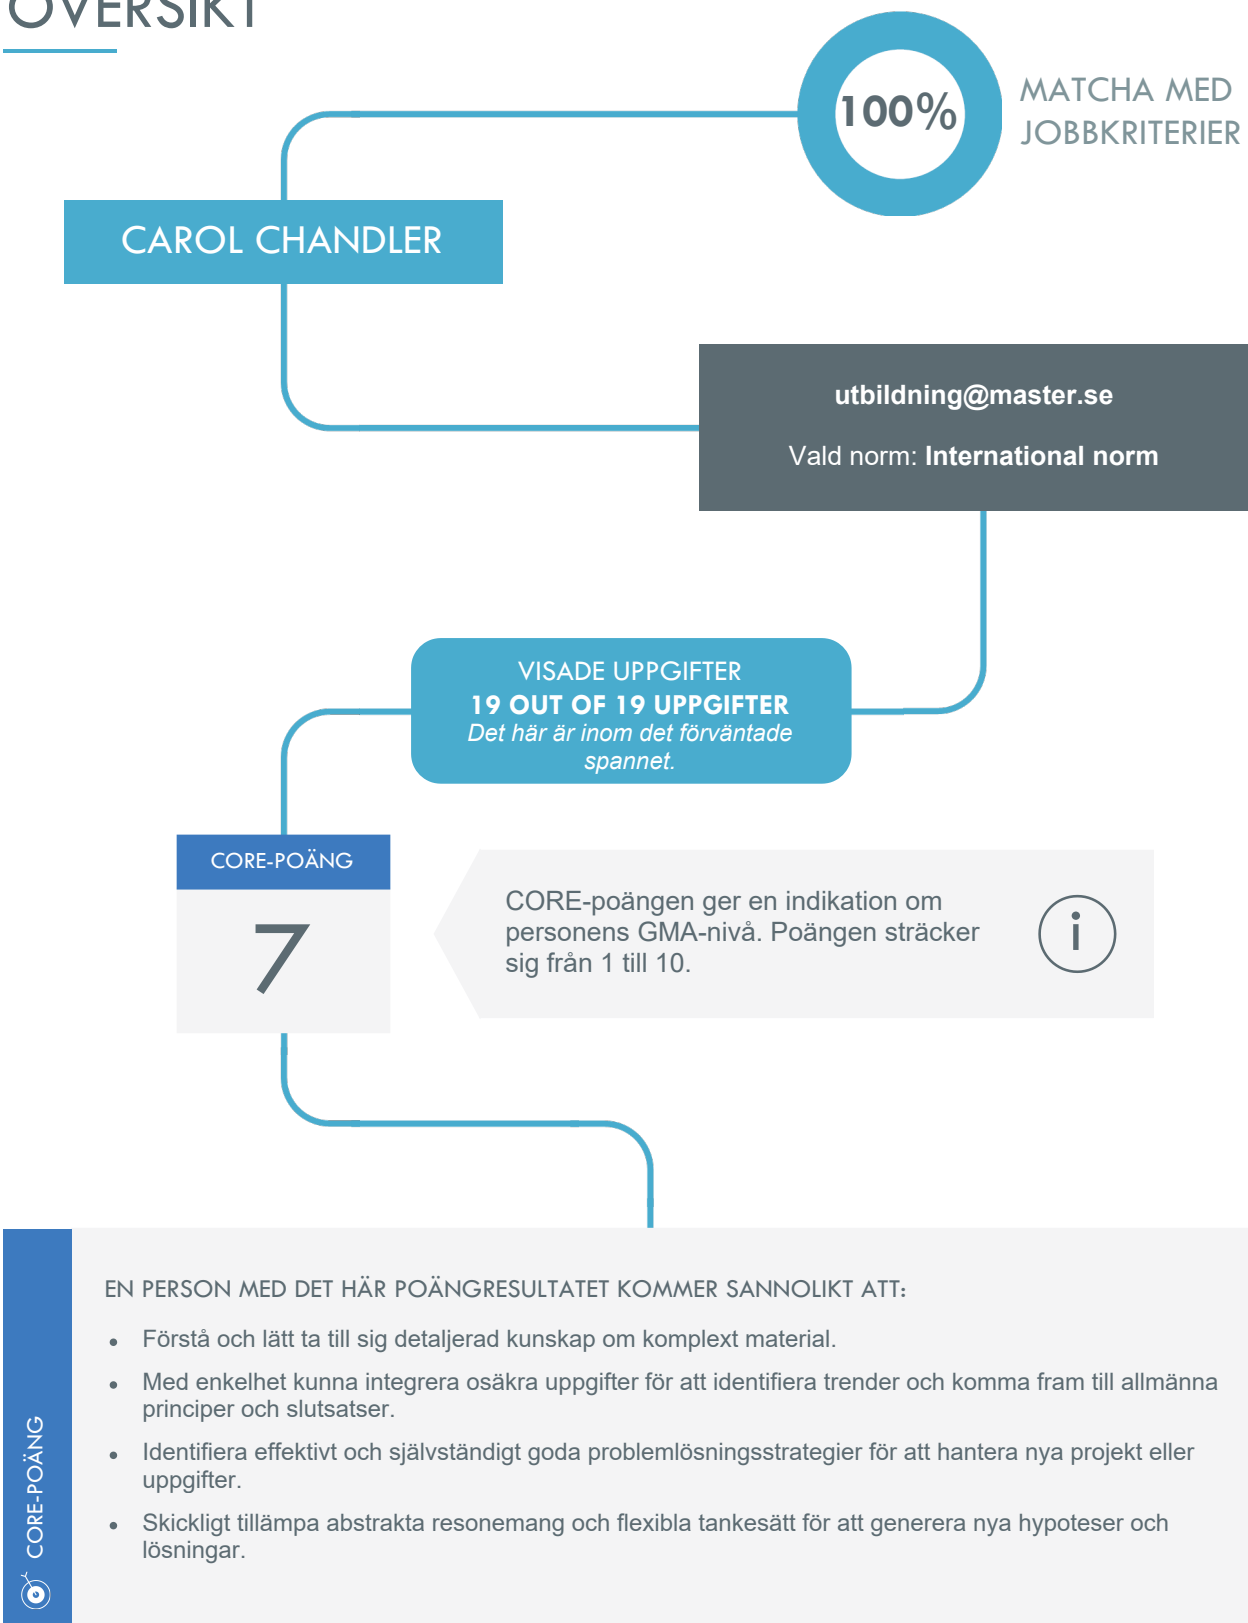 ÖVERSIKT
100%
MATCHA MED
JOBBKRITERIER
CAROL CHANDLER
utbildning@master.se
Vald norm: International norm
VISADE UPPGIFTER
19 OUT OF 19 UPPGIFTER
Det här är inom det förväntade
spannet.
CORE-POÄNG
7
CORE-poängen ger en indikation om
personens GMA-nivå. Poängen sträcker
sig från 1 till 10.
i
EN PERSON MED DET HÄR POÄNGRESULTATET KOMMER SANNOLIKT ATT:
• Förstå och lätt ta till sig detaljerad kunskap om komplext material.
• Med enkelhet kunna integrera osäkra uppgifter för att identifiera trender och komma fram till allmänna
principer och slutsatser.
• Identifiera effektivt och självständigt goda problemlösningsstrategier för att hantera nya projekt eller
uppgifter.
• Skickligt tillämpa abstrakta resonemang och flexibla tankesätt för att generera nya hypoteser och
lösningar.
CORE-POÄNG